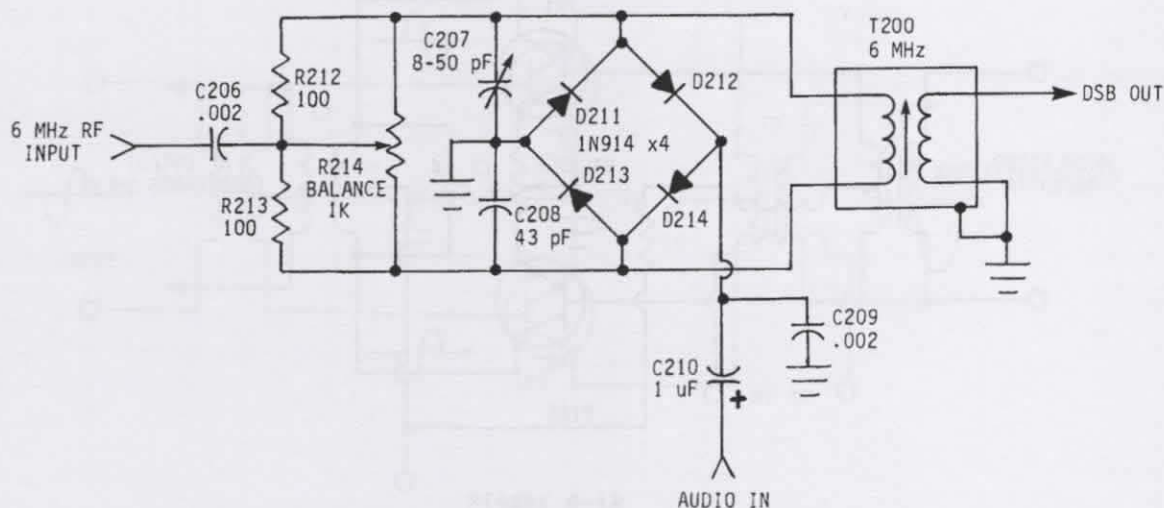 T200
6 MHz
C207
8-50 pF
R212
100
D212
C206
.002
D211
DSB OUT
6 MHz RF
INPUT
1N914 x4
R214
BALANCE
IK
D213
R213
100
C208
43 pF
D214
C209
.002
C210
1 uF
+
AUDIO IN